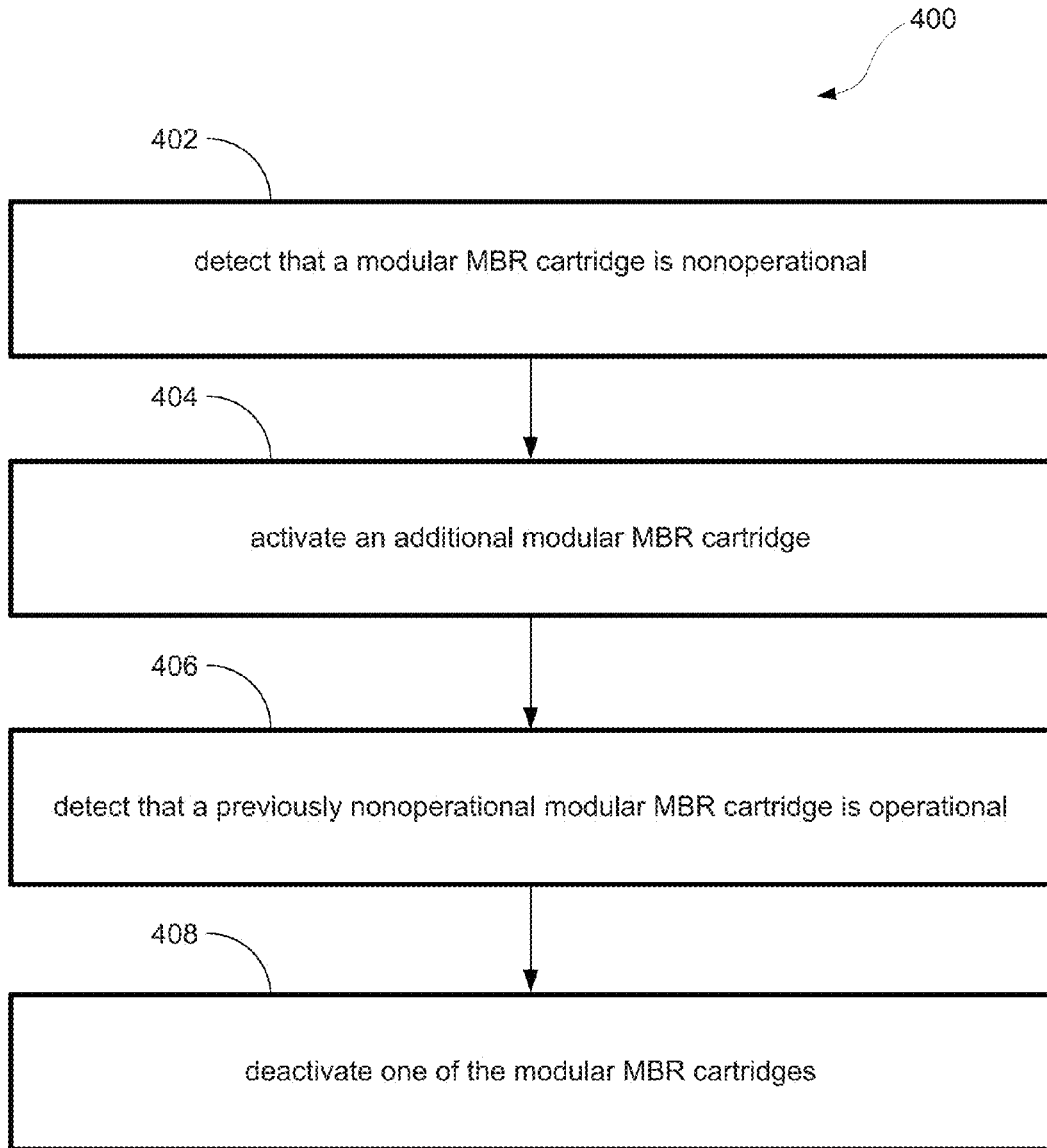 400
402
detect that a modular MBR cartridge is nonoperational
404
activate an additional modular MBR cartridge
406
detect that a previously nonoperational modular MBR cartridge is operational
408
deactivate one of the modular MBR cartridges